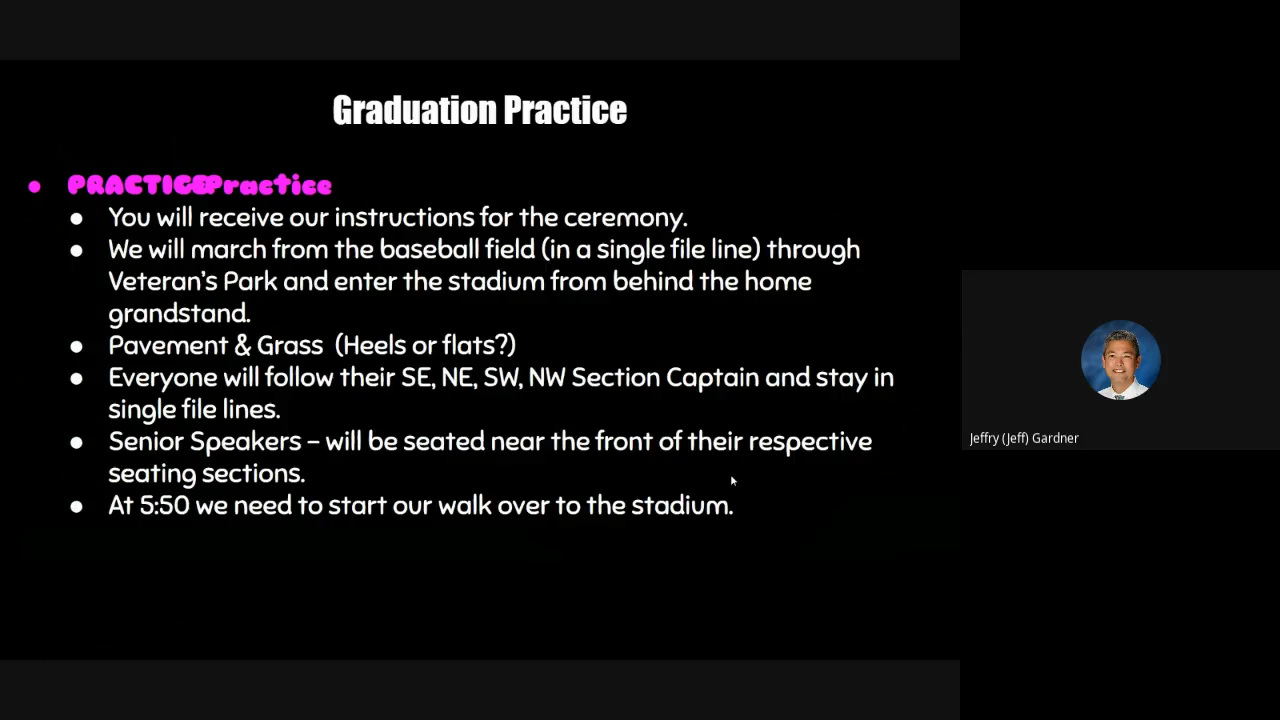 Graduation Practice
● PRACTICE Practice
● You will receive our instructions for the ceremony.
● We will march from the baseball field (in a single file line) through
Veteran's Park and enter the stadium from behind the home
grandstand.
● Pavement & Grass (Heels or flats?)
● Everyone will follow their SE, NE, SW, NW Section Captain and stay in
single file lines.
● Senior Speakers – will be seated near the front of their respective
seating sections.
● At 5:50 we need to start our walk over to the stadium.
Jeffry (Jeff) Gardner